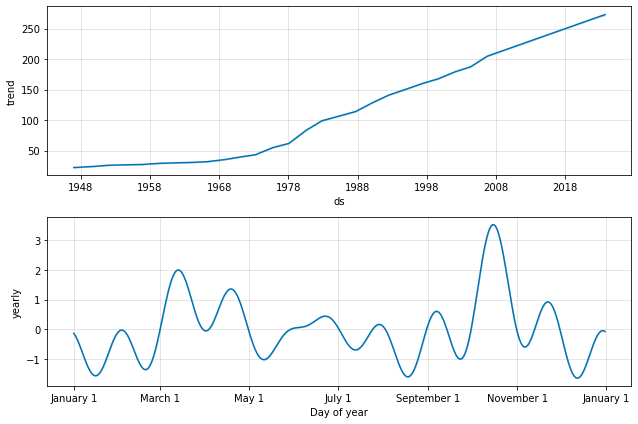 250
200
150
100
50
trend
1948 1958 1968 1978 1988 1998 2008 2018
ds
3
2
1
0
−1
yearly
January 1 March 1 May 1 July 1 September 1 November 1 January 1
Day of year